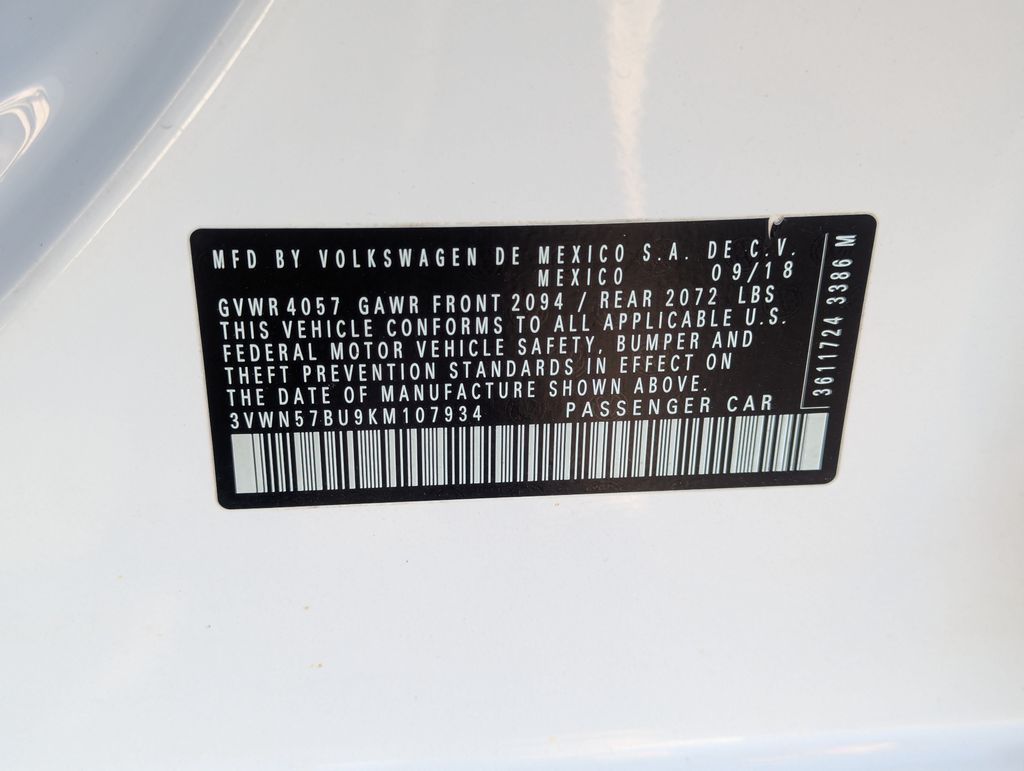 MFD BY VOLKSWAGEN DE MEXICO S.A. DE C.V.
MEXICO 09/18
GVWR 4057 GAWR FRONT 2094 / REAR 2072 LBS
THIS VEHICLE CONFORMS TO ALL APPLICABLE U.S.
FEDERAL MOTOR VEHICLE SAFETY, BUMPER AND
THEFT PREVENTION STANDARDS IN EFFECT ON
THE DATE OF MANUFACTURE SHOWN ABOVE.
3VWN57BU9KM107934 PASSENGER CAR
3611724 3386 M